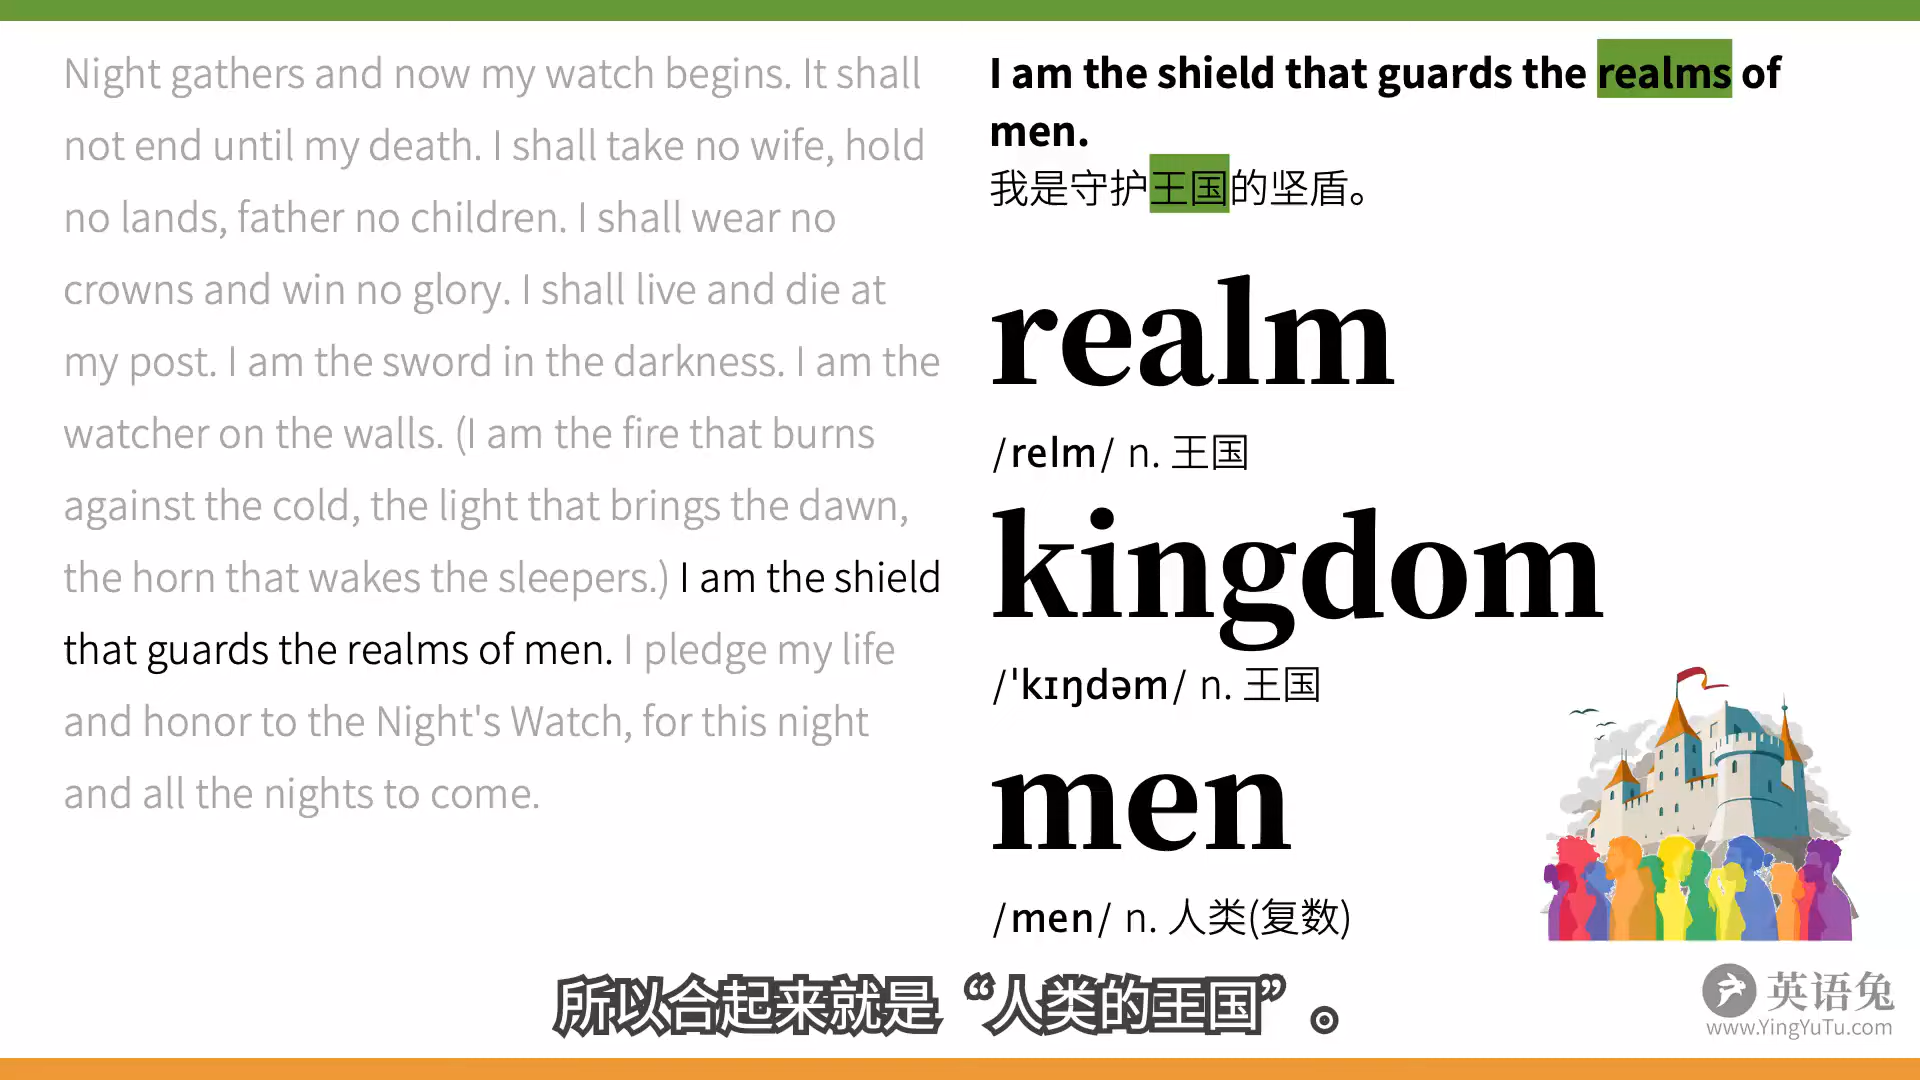 Night gathers and now my watch begins. It shall
not end until my death. I shall take no wife, hold
no lands, father no children. I shall wear no
crowns and win no glory. I shall live and die at
my post. I am the sword in the darkness. I am the
watcher on the walls. (I am the fire that burns
against the cold, the light that brings the dawn,
the horn that wakes the sleepers.) I am the shield
that guards the realms of men. I pledge my life
and honor to the Night's Watch, for this night
and all the nights to come.
I am the shield that guards the realms of
men.
我是守护王国的坚盾。
realm
/relm/ n. 王国
kingdom
/ˈkɪŋdəm/ n. 王国
men
/men/ n. 人类(复数)
所以合起来就是“人类的王国”。
英语兔
www.YingYuTu.com